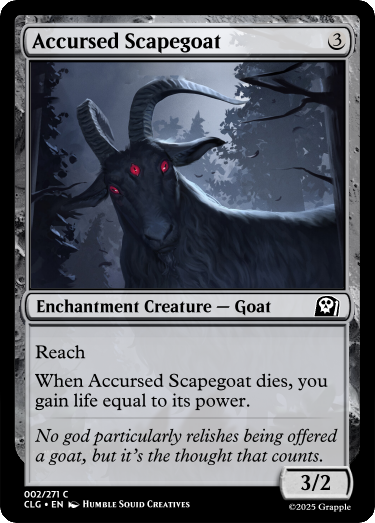 Accursed Scapegoat 3
Enchantment Creature — Goat
Reach
When Accursed Scapegoat dies, you
gain life equal to its power.
No god particularly relishes being offered
a goat, but it's the thought that counts.
3/2
002/271 C
CLG • EN Humble Squid Creatives
©2025 Grapple